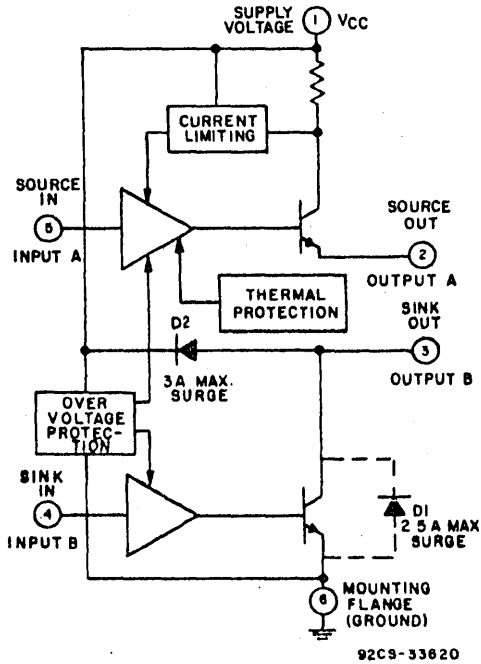 SUPPLY
VOLTAGE
1
VCC
CURRENT
LIMITING
SOURCE
IN
5
INPUT A
SOURCE
OUT
2
OUTPUT A
THERMAL
PROTECTION
SINK
OUT
3
OUTPUT B
D2
3A MAX.
SURGE
OVER
VOLTAGE
PROTEC-
TION
SINK
IN
4
INPUT B
D1
2 5 A MAX
SURGE
6
MOUNTING
FLANGE
(GROUND)
92CS-33620